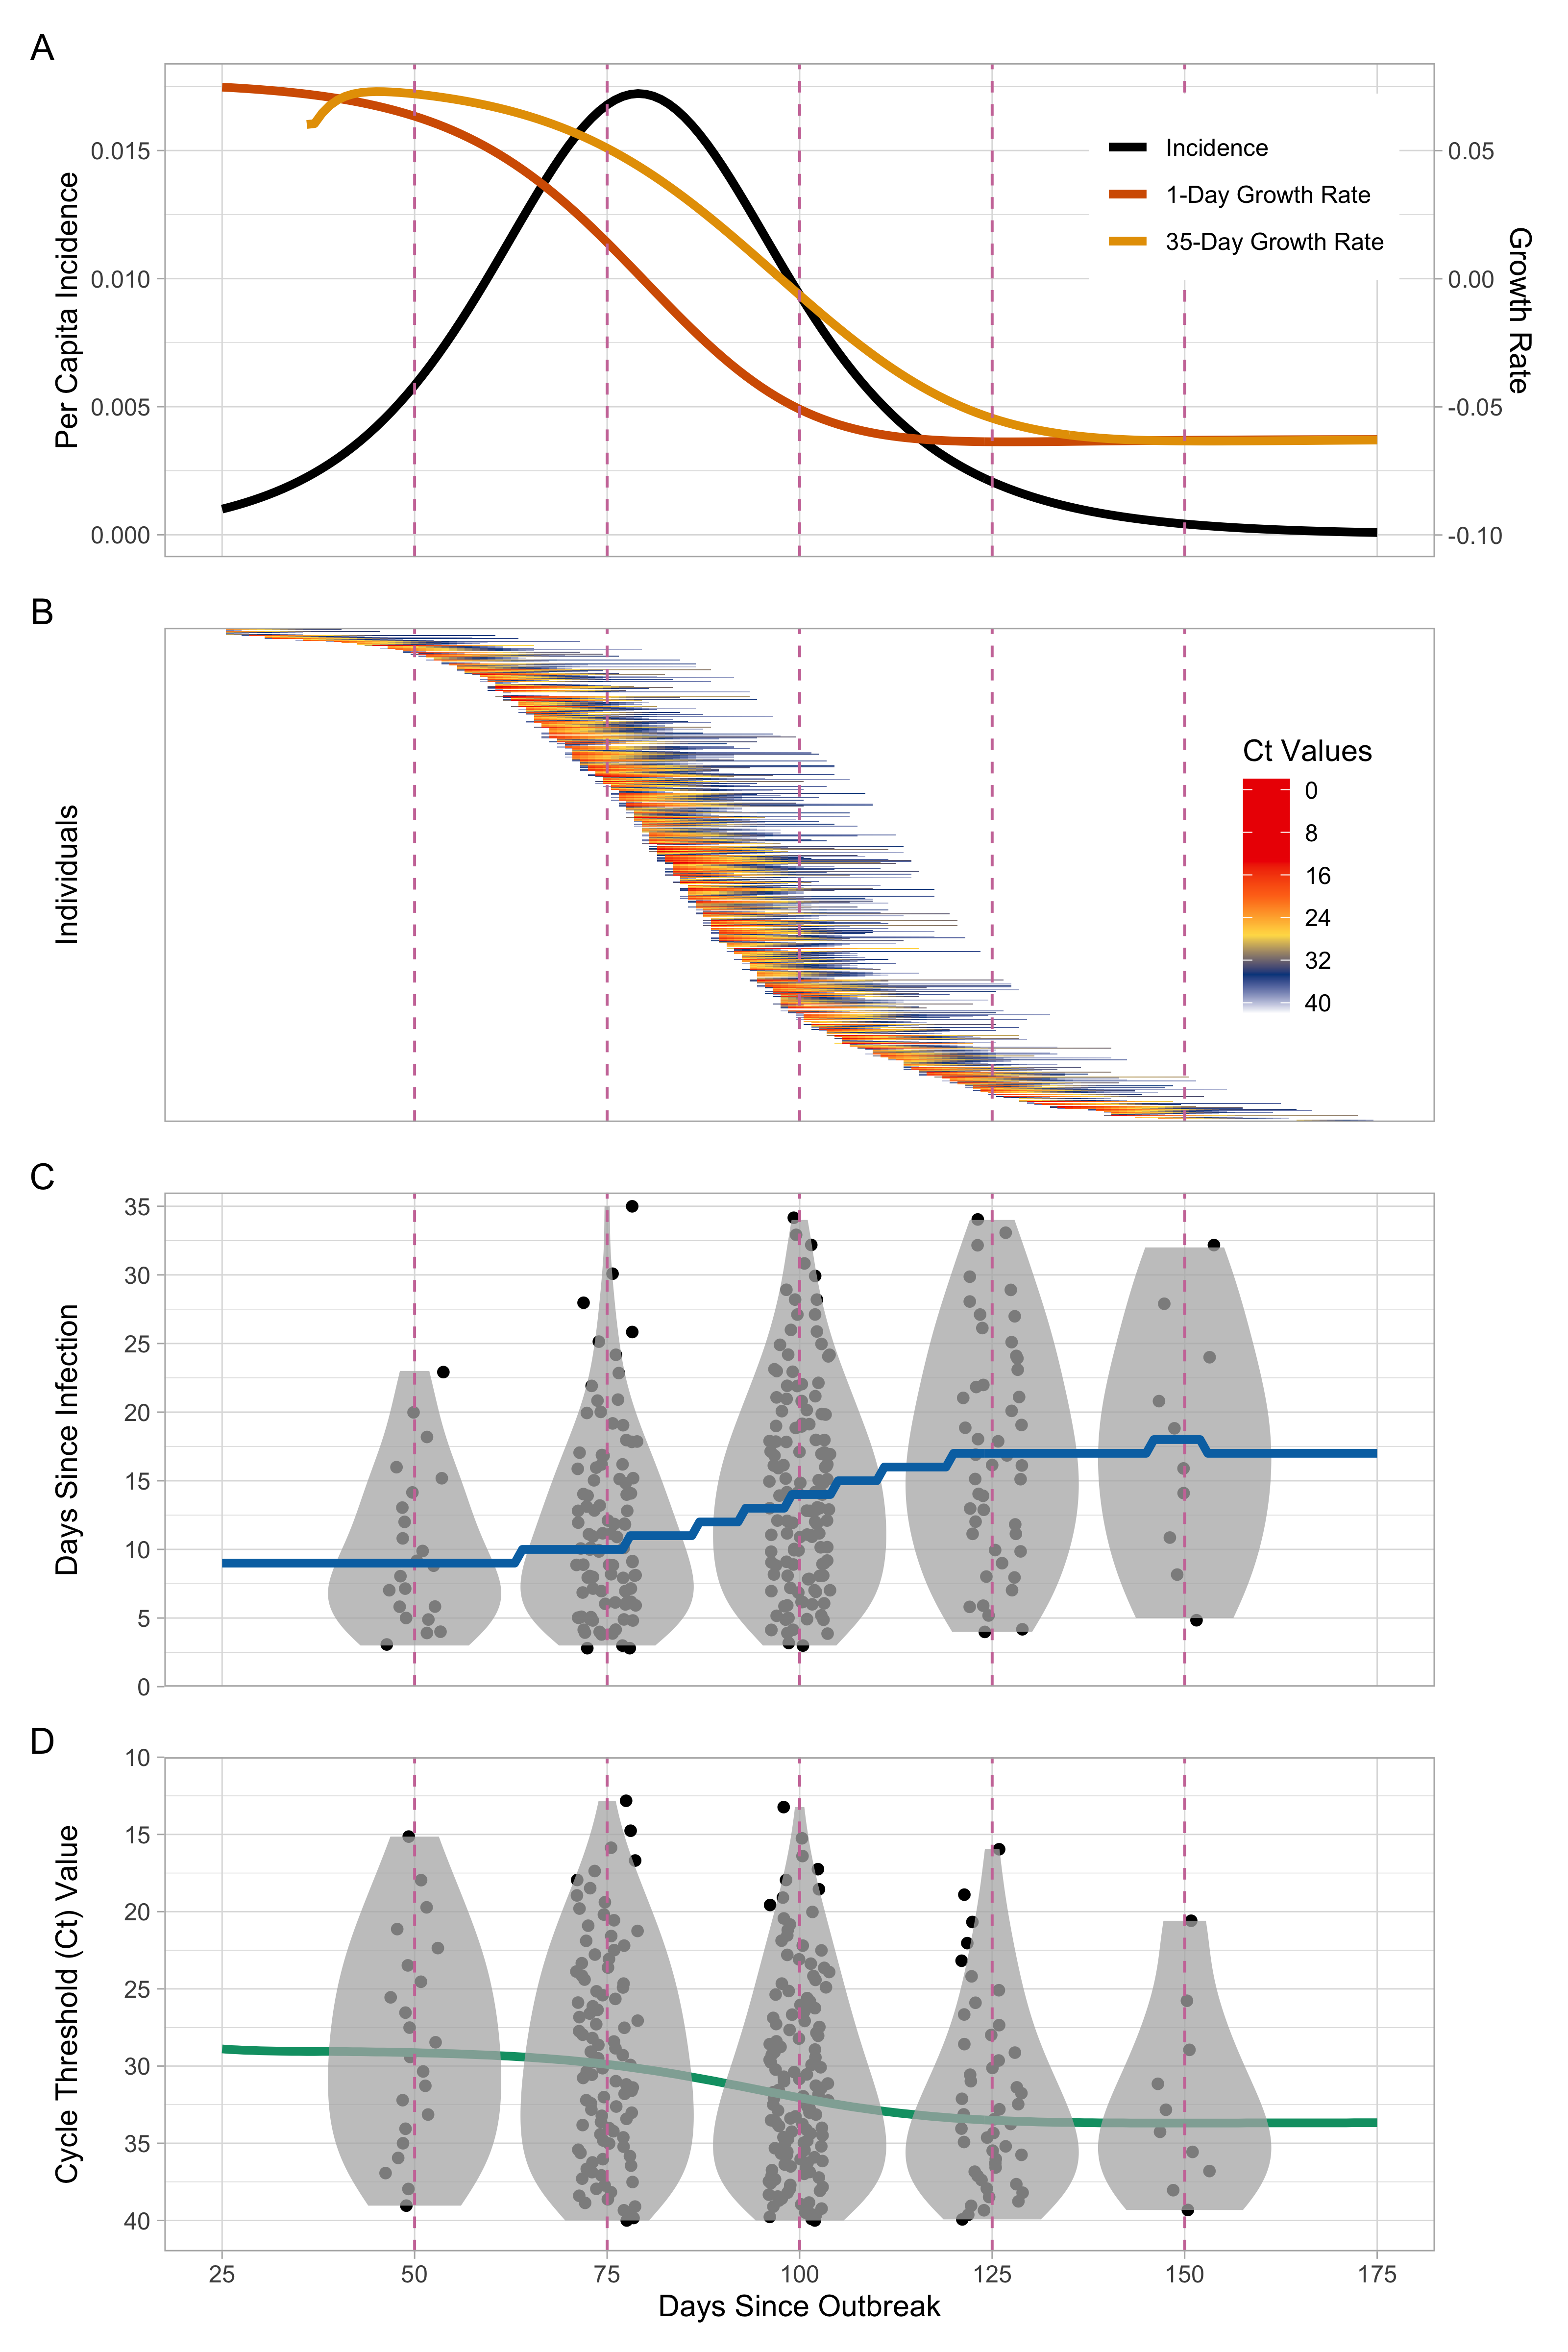 A
Per Capita Incidence
0.015
0.010
0.005
0.000
Incidence
1-Day Growth Rate
35-Day Growth Rate
0.05
0.00
-0.05
-0.10
Growth Rate
B
Individuals
Ct Values
0
8
16
24
32
40
C
Days Since Infection
35
30
25
20
15
10
5
0
D
Cycle Threshold (Ct) Value
10
15
20
25
30
35
40
25 50 75 100 125 150 175
Days Since Outbreak